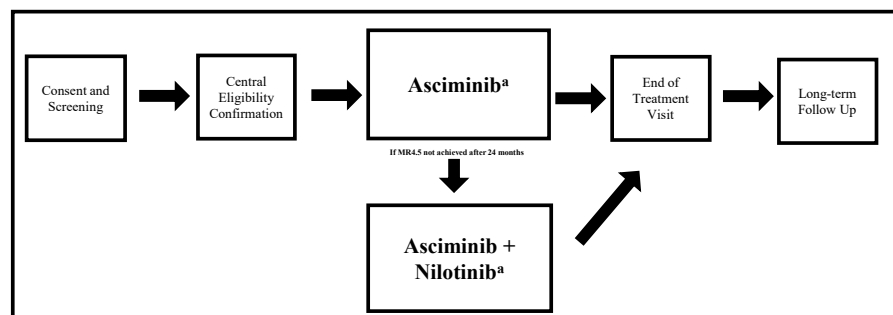 Consent and
Screening
Central
Eligibility
Confirmation
Asciminibᵃ
End of
Treatment
Visit
Long-term
Follow Up
If MR4.5 not achieved after 24 months
Asciminib +
Nilotinibᵃ